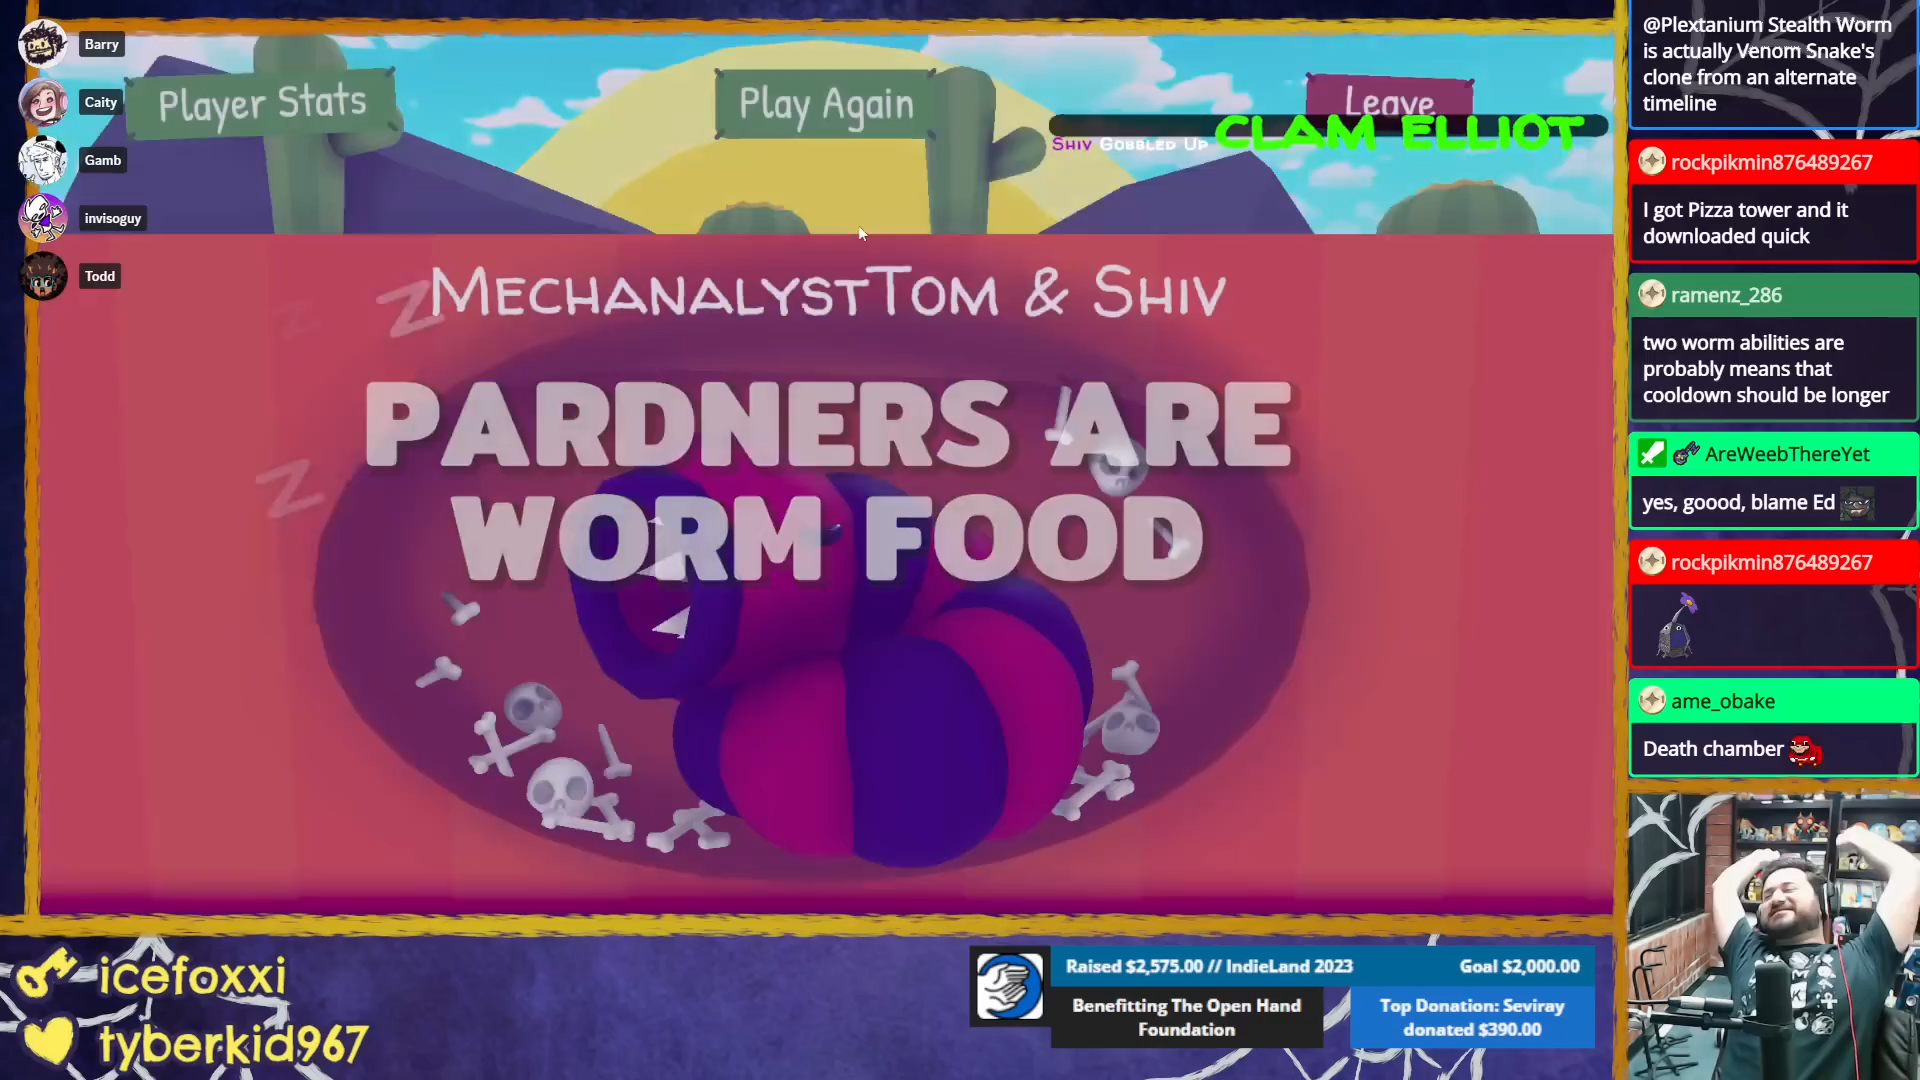 Barry
Caity
Gamb
invisoguy
Todd
Player Stats
Play Again
Leave
Shiv Gobbled Up CLAM ELLIOT
MechanalystTom & Shiv
PARDNERS ARE
WORM FOOD
z
z
z
@Plextanium Stealth Worm
is actually Venom Snake's
clone from an alternate
timeline
rockpikmin876489267
I got Pizza tower and it
downloaded quick
ramenz_286
two worm abilities are
probably means that
cooldown should be longer
AreWeebThereYet
yes, goood, blame Ed
rockpikmin876489267
ame_obake
Death chamber
icefoxxi
tyberkid967
Raised $2,575.00 // IndieLand 2023
Goal $2,000.00
Benefitting The Open Hand
Foundation
Top Donation: Seviray
donated $390.00